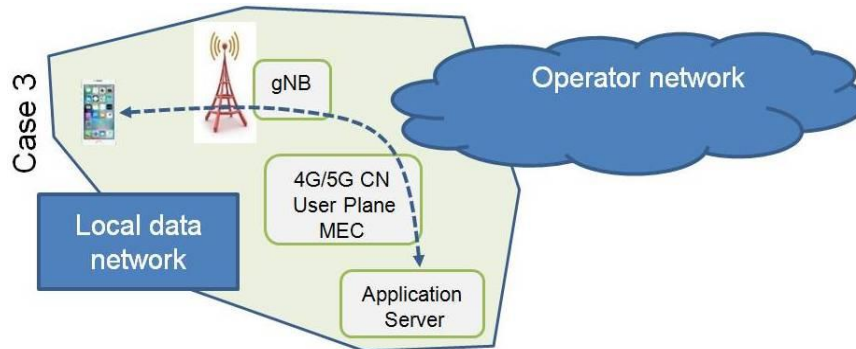 Case 3
gNB
Operator network
4G/5G CN
User Plane
MEC
Local data
network
Application
Server